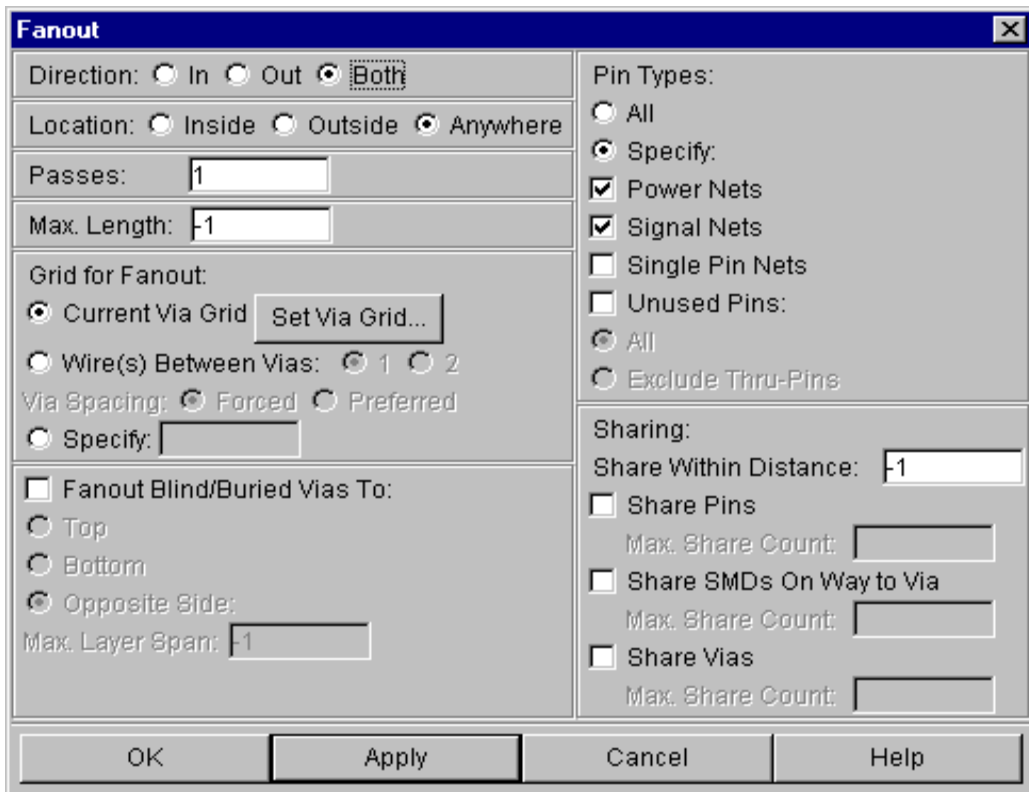 Fanout
Direction: In Out Both
Location: Inside Outside Anywhere
Passes: 1
Max. Length: -1
Grid for Fanout:
Current Via Grid Set Via Grid...
Wire(s) Between Vias: 1 2
Via Spacing: Forced Preferred
Specify:
Fanout Blind/Buried Vias To:
Top
Bottom
Opposite Side:
Max. Layer Span: -1
Pin Types:
All
Specify:
Power Nets
Signal Nets
Single Pin Nets
Unused Pins:
All
Exclude Thru-Pins
Sharing:
Share Within Distance: -1
Share Pins
Max. Share Count:
Share SMDs On Way to Via
Max. Share Count:
Share Vias
Max. Share Count:
OK Apply Cancel Help